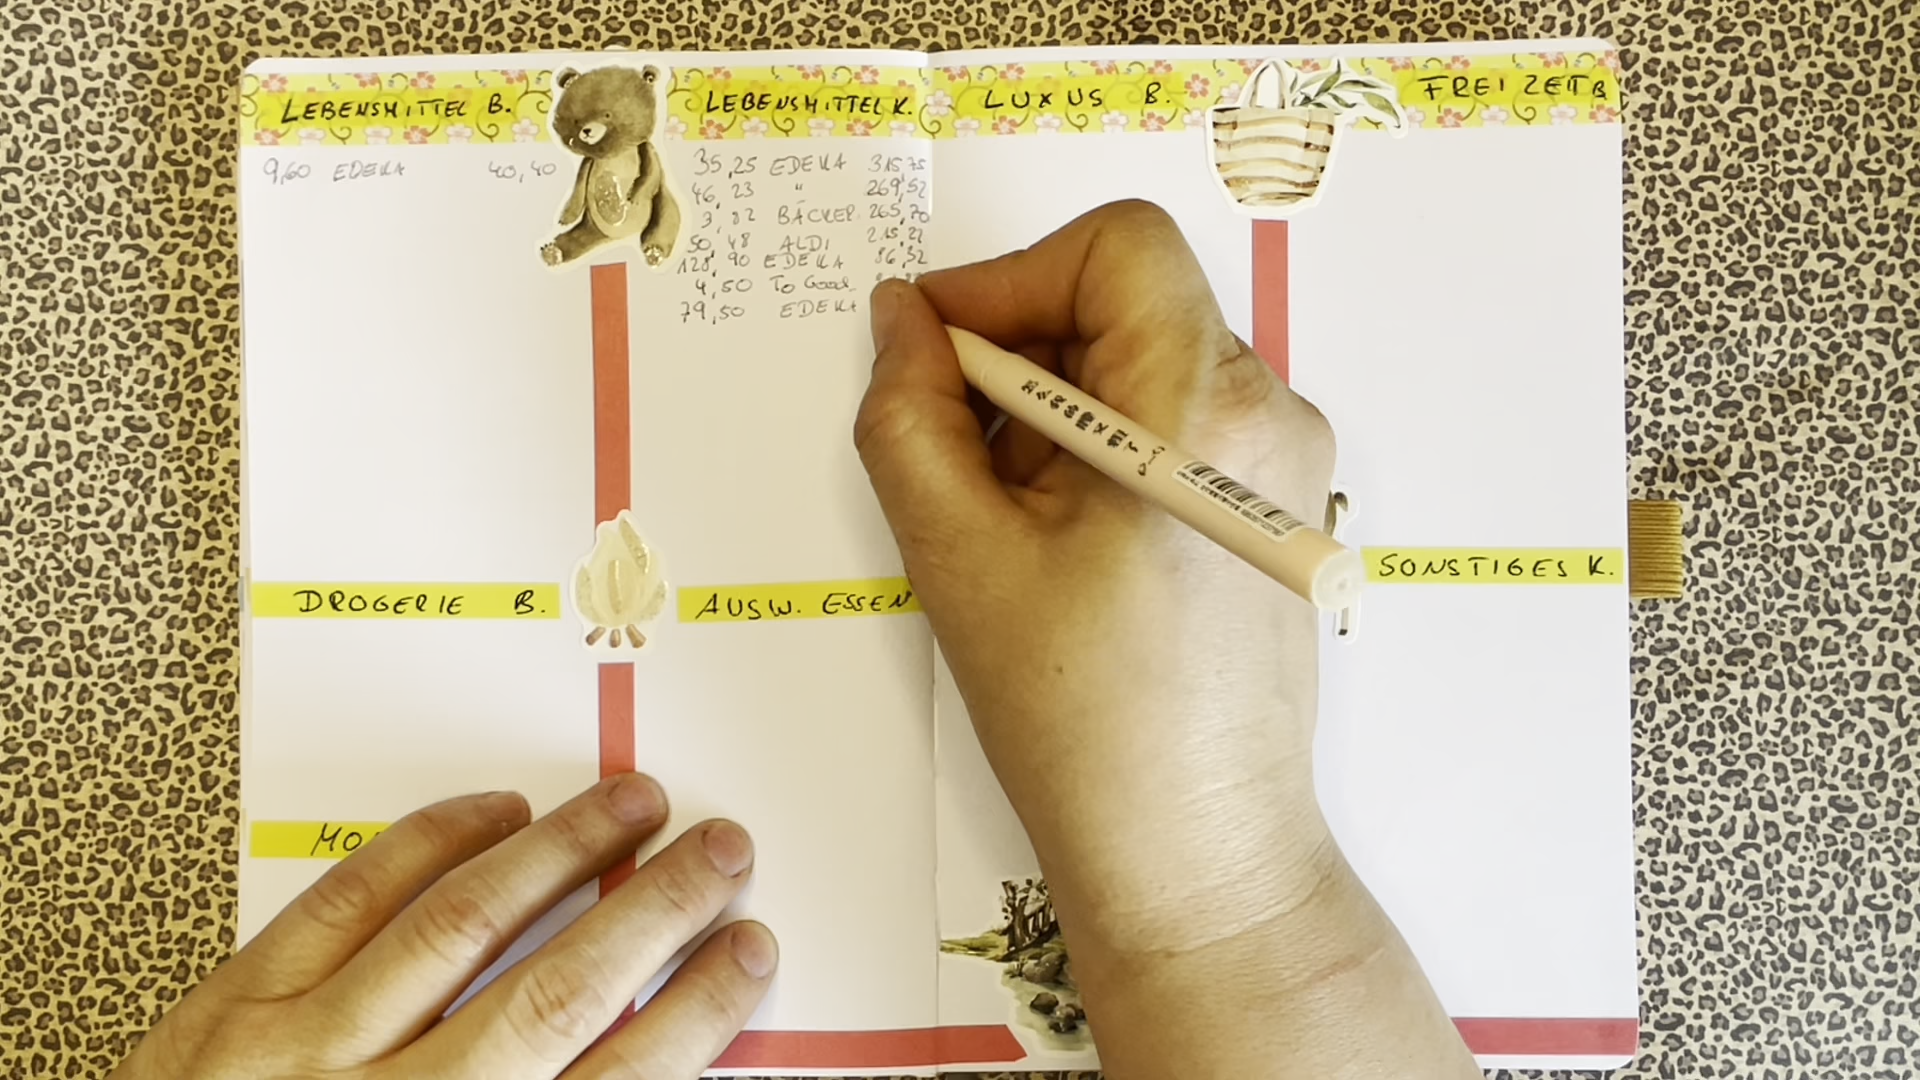 LEBENSMITTEL B.
LEBENSMITTEL K.
LUXUS B.
FREIZEIT B
9,60 EDEKA 40,40
35,25 EDEKA 315,75
46,23 " 269,52
3,82 BÄCKER 265,70
50,48 ALDI 215,22
128,90 EDEKA 86,32
4,50 To Good
79,50 EDEKA
SONSTIGES K.
DROGERIE B.
AUSW. ESSEN
MO